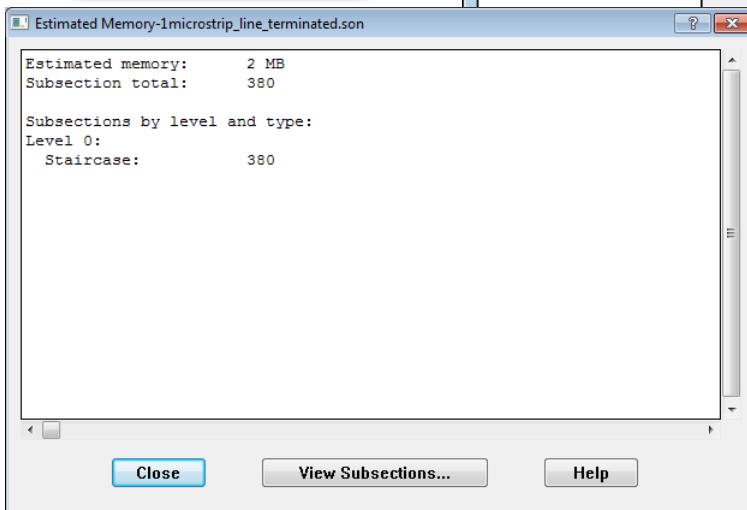 Estimated Memory-1microstrip_line_terminated.son
Estimated memory: 2 MB
Subsection total: 380
Subsections by level and type:
Level 0:
Staircase: 380
Close View Subsections... Help